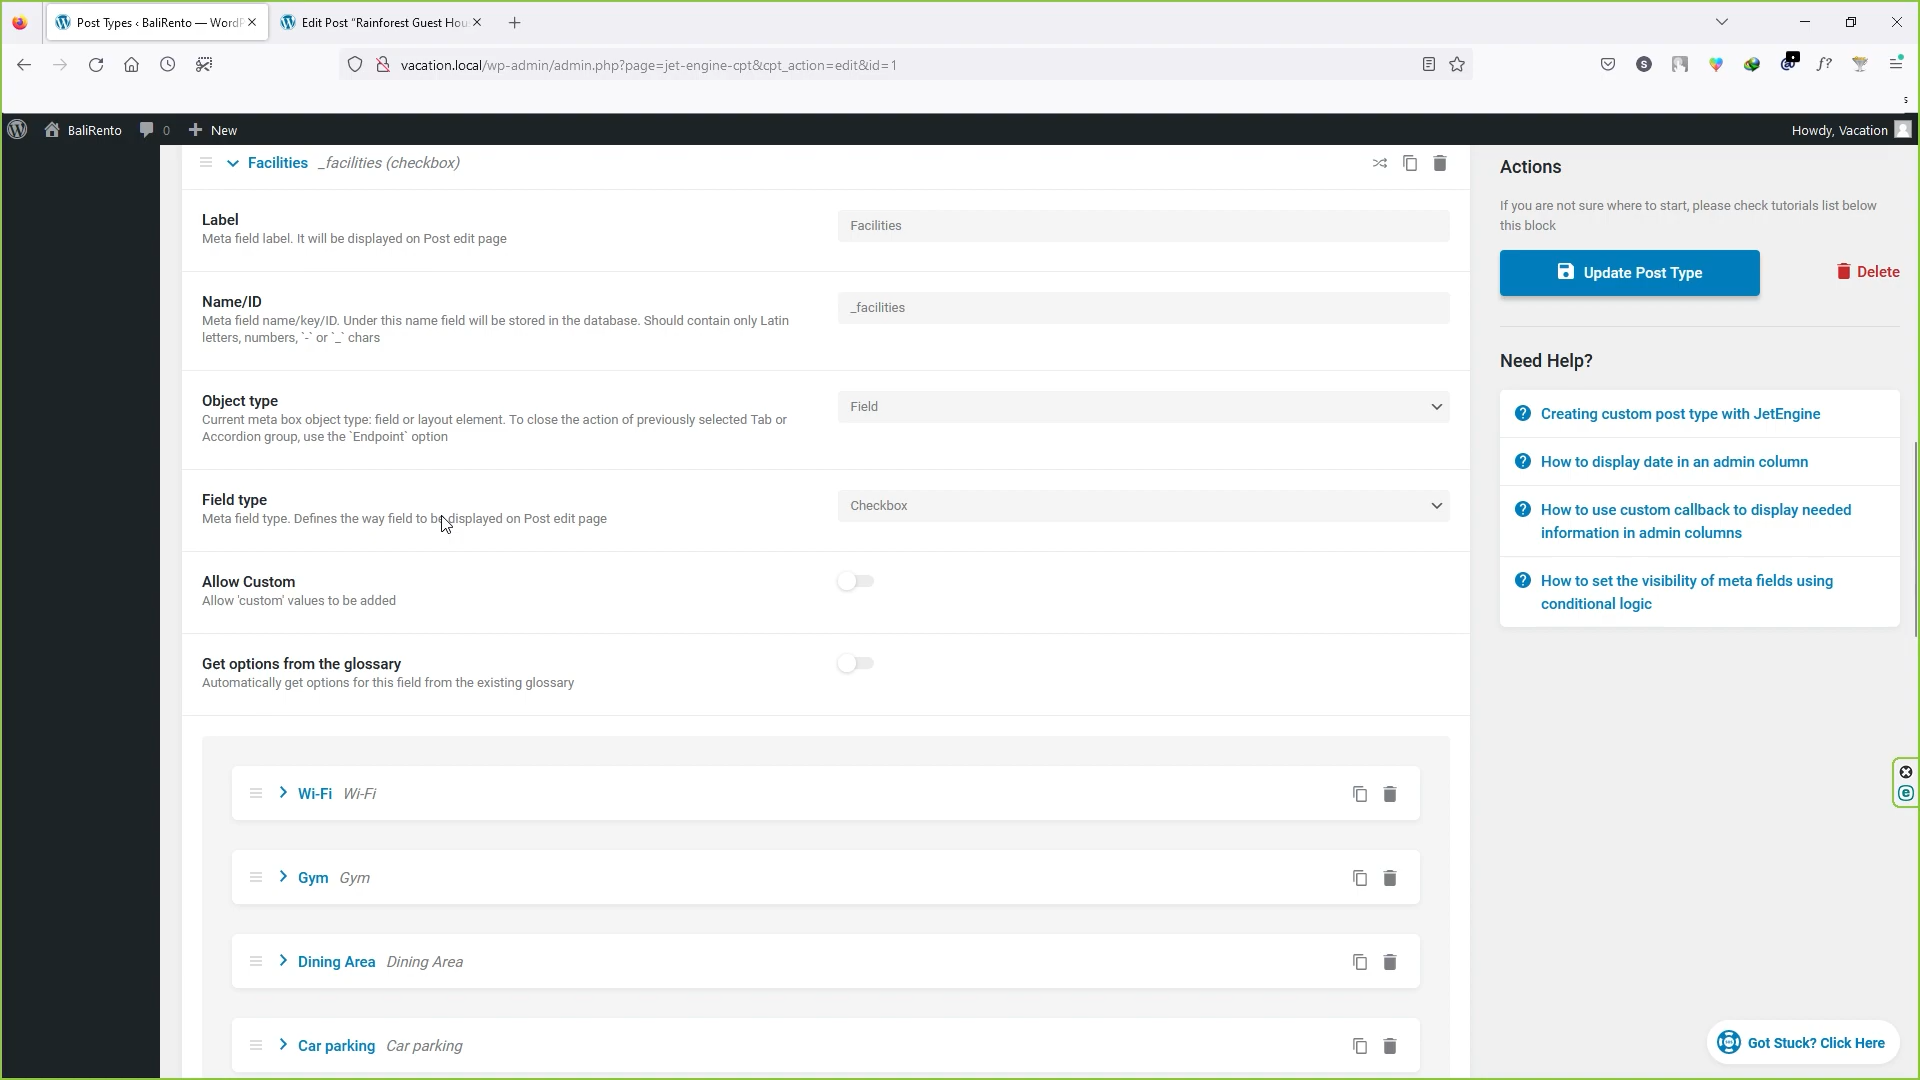 Post Types ‹ BaliRento — WordP
Edit Post "Rainforest Guest Hou
vacation.local/wp-admin/admin.php?page=jet-engine-cpt&cpt_action=edit&id=1
S
f?
s
BaliRento
0
New
Howdy, Vacation
Facilities _facilities (checkbox)
Label
Meta field label. It will be displayed on Post edit page
Facilities
Name/ID
Meta field name/key/ID. Under this name field will be stored in the database. Should contain only Latin
letters, numbers, `-` or `_` chars
_facilities
Object type
Current meta box object type: field or layout element. To close the action of previously selected Tab or
Accordion group, use the `Endpoint` option
Field
Field type
Meta field type. Defines the way field to be displayed on Post edit page
Checkbox
Allow Custom
Allow 'custom' values to be added
Get options from the glossary
Automatically get options for this field from the existing glossary
Wi-Fi Wi-Fi
Gym Gym
Dining Area Dining Area
Car parking Car parking
Actions
If you are not sure where to start, please check tutorials list below
this block
Update Post Type
Delete
Need Help?
Creating custom post type with JetEngine
How to display date in an admin column
How to use custom callback to display needed
information in admin columns
How to set the visibility of meta fields using
conditional logic
Got Stuck? Click Here